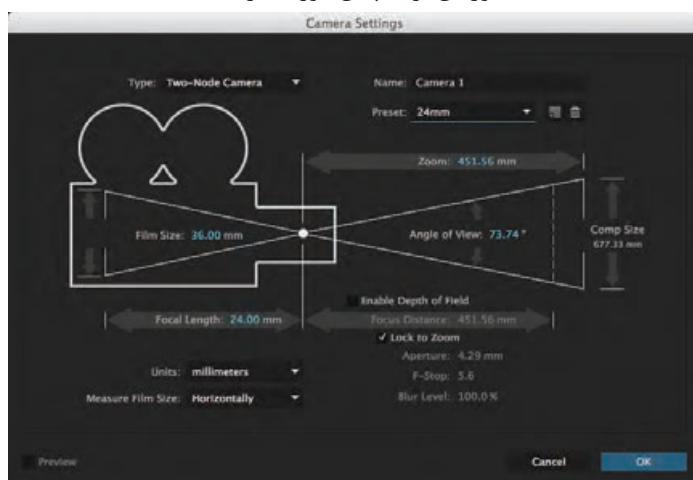 Camera Settings
Type: Two-Node Camera
Name: Camera 1
Preset: 24mm
Zoom: 451.56 mm
Film Size: 36.00 mm
Angle of View: 73.74 °
Comp Size
677.33 mm
Enable Depth of Field
Focal Length: 24.00 mm
Focus Distance: 451.56 mm
Lock to Zoom
Aperture: 4.29 mm
Units: millimeters
F-Stop: 5.6
Measure Film Size: Horizontally
Blur Level: 100.0 %
Preview
Cancel
OK